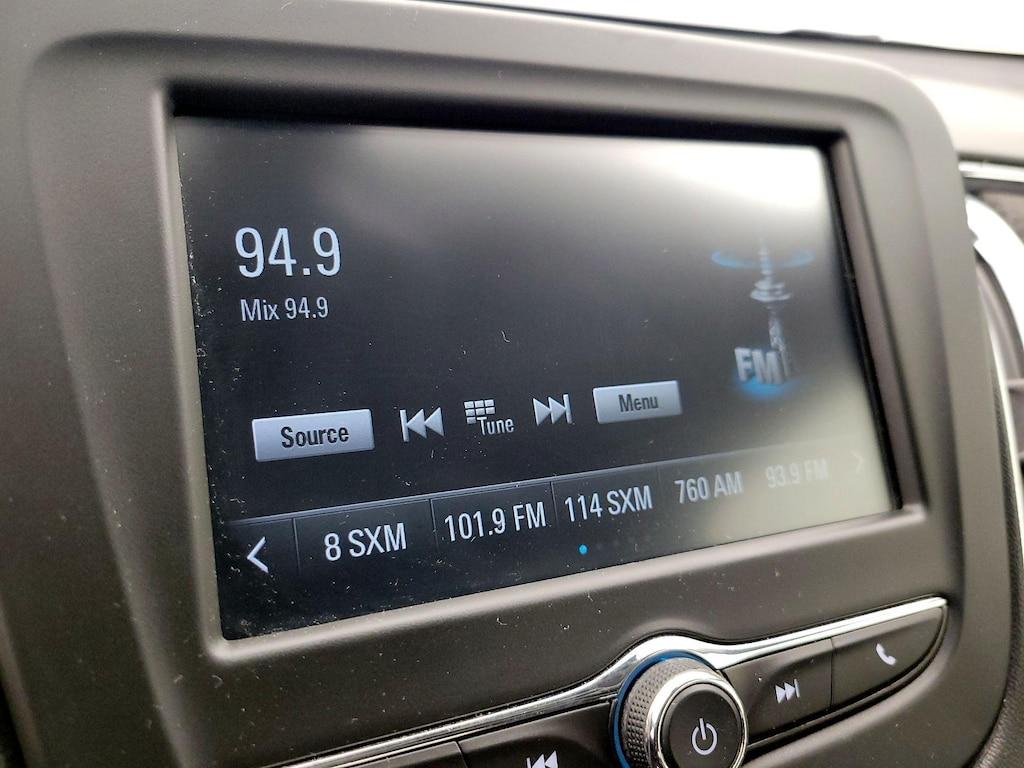 94.9
Mix 94.9
FM
Source
Tune
Menu
8 SXM
101.9 FM
114 SXM
760 AM
93.9 FM